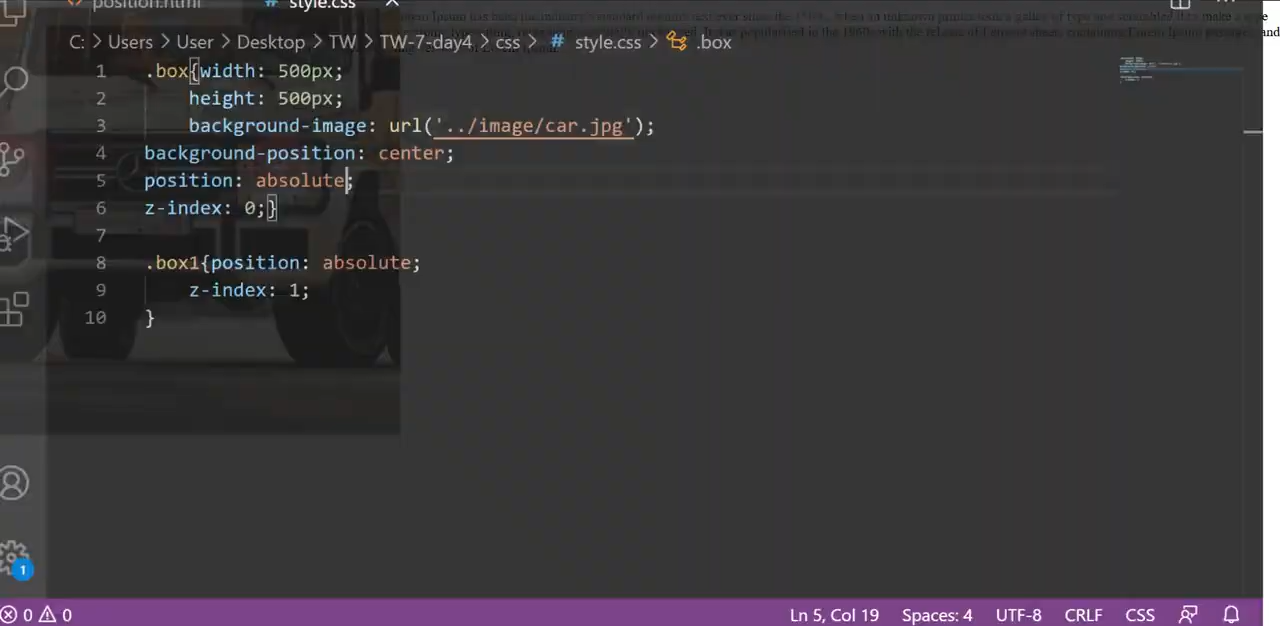 position.html # style.css
C: > Users > User > Desktop > TW > TW-7-day4 > css > # style.css > .box
1 .box{width: 500px;
2 height: 500px;
3 background-image: url('../image/car.jpg');
4 background-position: center;
5 position: absolute;
6 z-index: 0;}
7
8 .box1{position: absolute;
9 z-index: 1;
10 }
1
0 0 Ln 5, Col 19 Spaces: 4 UTF-8 CRLF CSS